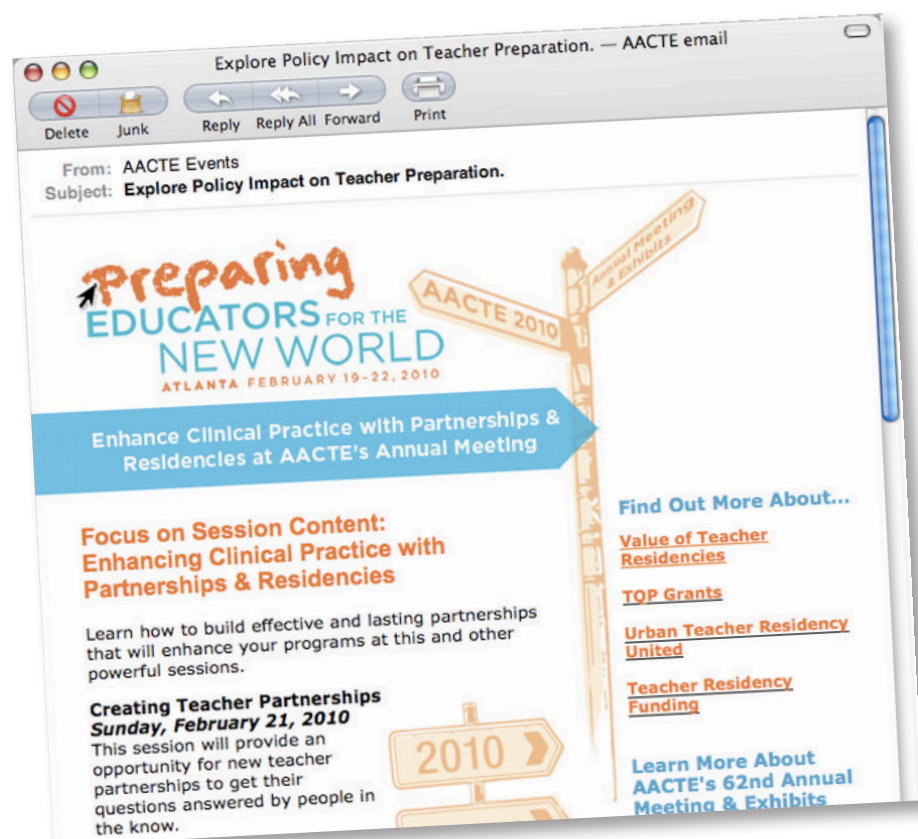 Explore Policy Impact on Teacher Preparation. — AACTE email
Delete Junk Reply Reply All Forward Print
From: AACTE Events
Subject: Explore Policy Impact on Teacher Preparation.
Preparing
EDUCATORS FOR THE
NEW WORLD
ATLANTA FEBRUARY 19–22, 2010
AACTE 2010
Annual Meeting
& Exhibits
Enhance Clinical Practice with Partnerships &
Residencies at AACTE's Annual Meeting
Focus on Session Content:
Enhancing Clinical Practice with
Partnerships & Residencies
Learn how to build effective and lasting partnerships
that will enhance your programs at this and other
powerful sessions.
Creating Teacher Partnerships
Sunday, February 21, 2010
This session will provide an
opportunity for new teacher
partnerships to get their
questions answered by people in
the know.
2010
Find Out More About...
Value of Teacher
Residencies
TQP Grants
Urban Teacher Residency
United
Teacher Residency
Funding
Learn More About
AACTE's 62nd Annual
Meeting & Exhibits